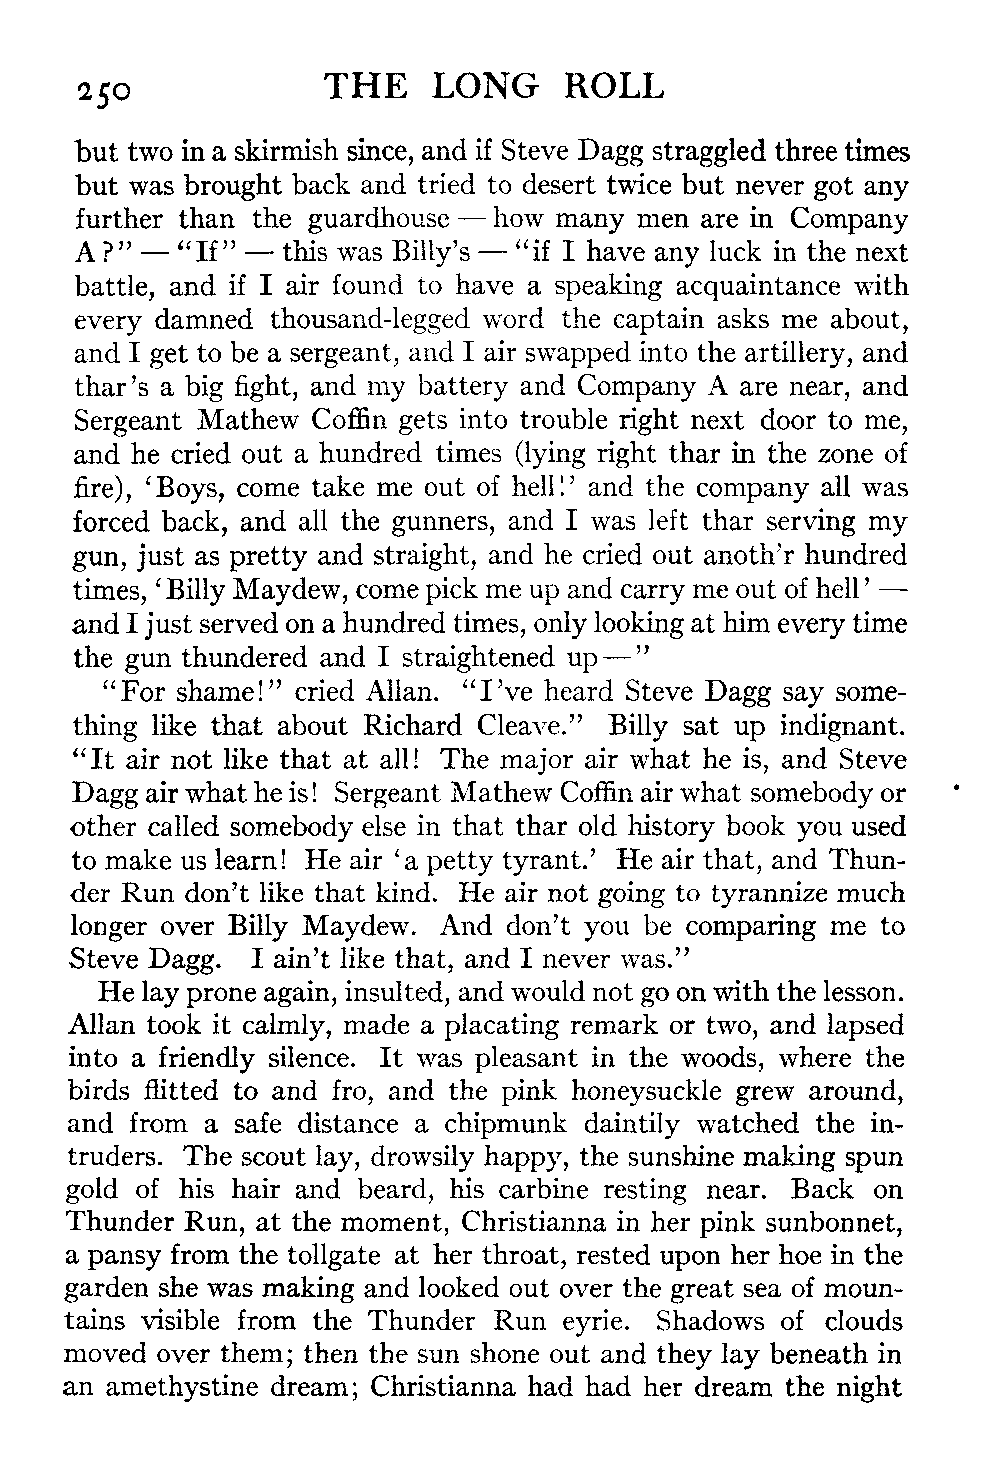 250 THE LONG ROLL
but two in a skirmish since, and if Steve Dagg straggled three times
but was brought back and tried to desert twice but never got any
further than the guardhouse — how many men are in Company
A?” — “If” — this was Billy’s — “if I have any luck in the next
battle, and if I air found to have a speaking acquaintance with
every damned thousand-legged word the captain asks me about,
and I get to be a sergeant, and I air swapped into the artillery, and
thar’s a big fight, and my battery and Company A are near, and
Sergeant Mathew Coffin gets into trouble right next door to me,
and he cried out a hundred times (lying right thar in the zone of
fire), ‘Boys, come take me out of hell!’ and the company all was
forced back, and all the gunners, and I was left thar serving my
gun, just as pretty and straight, and he cried out anoth’r hundred
times, ‘Billy Maydew, come pick me up and carry me out of hell’ —
and I just served on a hundred times, only looking at him every time
the gun thundered and I straightened up — ”
“For shame!” cried Allan. “I’ve heard Steve Dagg say some-
thing like that about Richard Cleave.” Billy sat up indignant.
“It air not like that at all! The major air what he is, and Steve
Dagg air what he is! Sergeant Mathew Coffin air what somebody or
other called somebody else in that thar old history book you used
to make us learn! He air ‘a petty tyrant.’ He air that, and Thun-
der Run don’t like that kind. He air not going to tyrannize much
longer over Billy Maydew. And don’t you be comparing me to
Steve Dagg. I ain’t like that, and I never was.”
He lay prone again, insulted, and would not go on with the lesson.
Allan took it calmly, made a placating remark or two, and lapsed
into a friendly silence. It was pleasant in the woods, where the
birds flitted to and fro, and the pink honeysuckle grew around,
and from a safe distance a chipmunk daintily watched the in-
truders. The scout lay, drowsily happy, the sunshine making spun
gold of his hair and beard, his carbine resting near. Back on
Thunder Run, at the moment, Christianna in her pink sunbonnet,
a pansy from the tollgate at her throat, rested upon her hoe in the
garden she was making and looked out over the great sea of moun-
tains visible from the Thunder Run eyrie. Shadows of clouds
moved over them; then the sun shone out and they lay beneath in
an amethystine dream; Christianna had had her dream the night